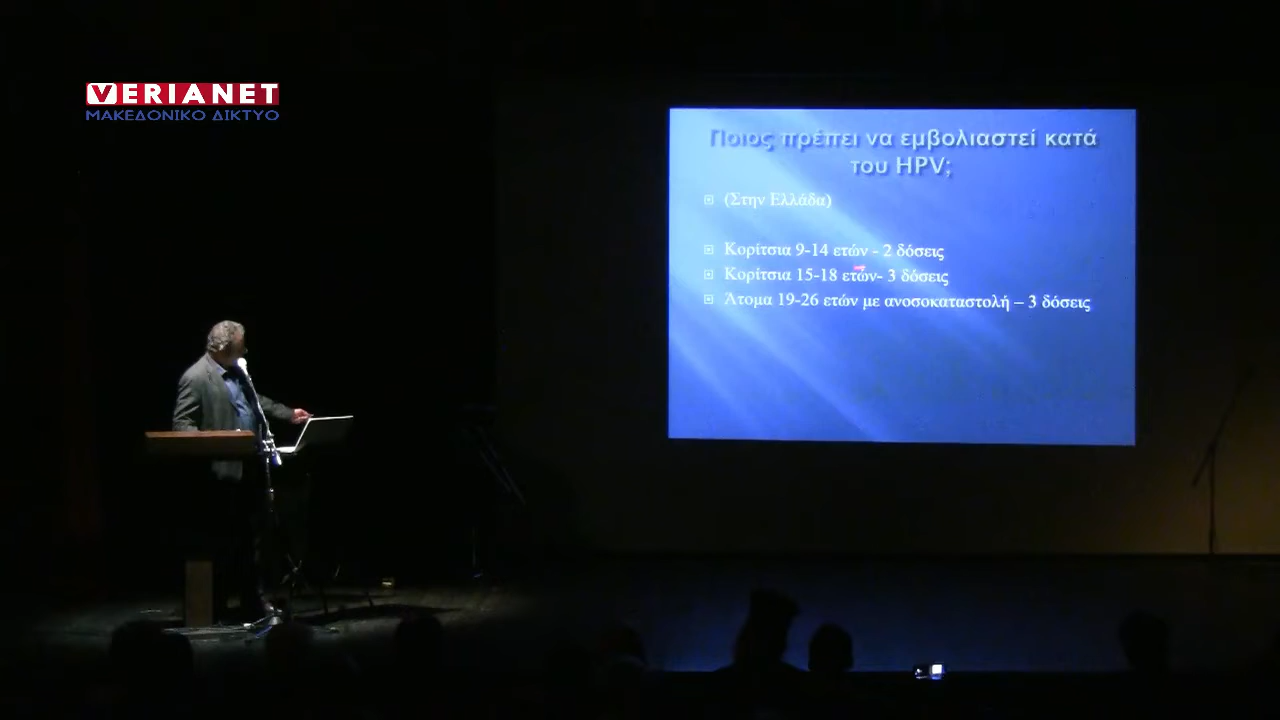 VERIANET
ΜΑΚΕΔΟΝΙΚΟ ΔΙΚΤΥΟ
Ποιος πρέπει να εμβολιαστεί κατά
του HPV;
(Στην Ελλάδα)
Κορίτσια 9-14 ετών - 2 δόσεις
Κορίτσια 15-18 ετών- 3 δόσεις
Άτομα 19-26 ετών με ανοσοκαταστολή – 3 δόσεις